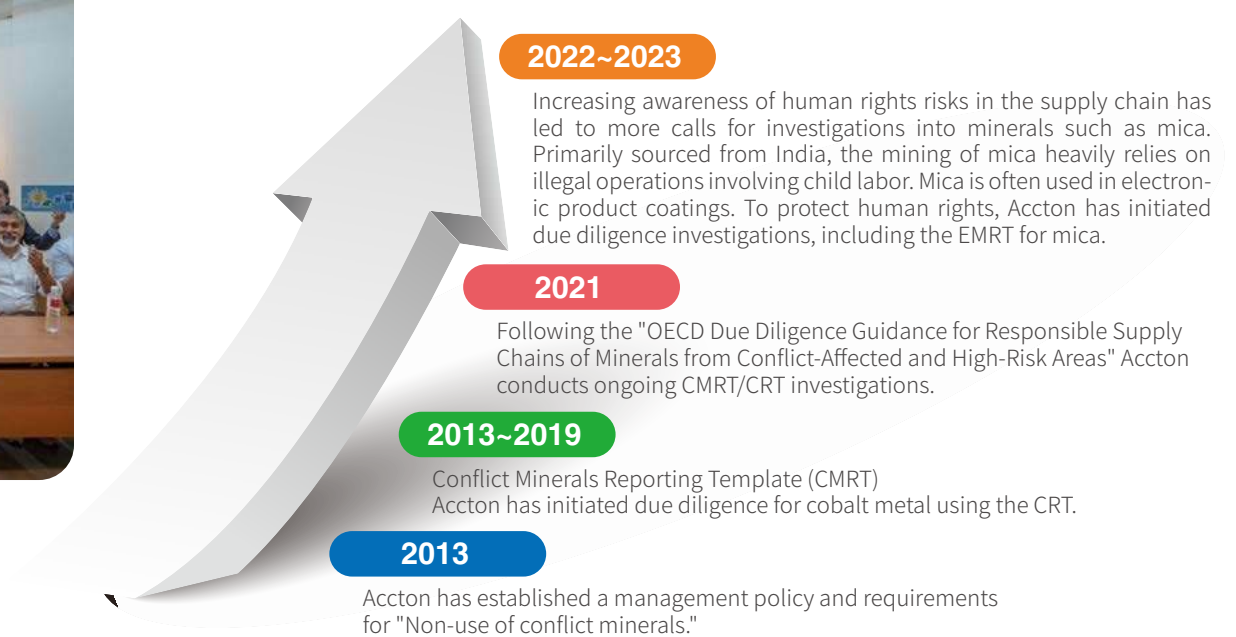 2022~2023
Increasing awareness of human rights risks in the supply chain has
led to more calls for investigations into minerals such as mica.
Primarily sourced from India, the mining of mica heavily relies on
illegal operations involving child labor. Mica is often used in electron-
ic product coatings. To protect human rights, Accton has initiated
due diligence investigations, including the EMRT for mica.
2021
Following the "OECD Due Diligence Guidance for Responsible Supply
Chains of Minerals from Conflict-Affected and High-Risk Areas" Accton
conducts ongoing CMRT/CRT investigations.
2013~2019
Conflict Minerals Reporting Template (CMRT)
Accton has initiated due diligence for cobalt metal using the CRT.
2013
Accton has established a management policy and requirements
for "Non-use of conflict minerals."